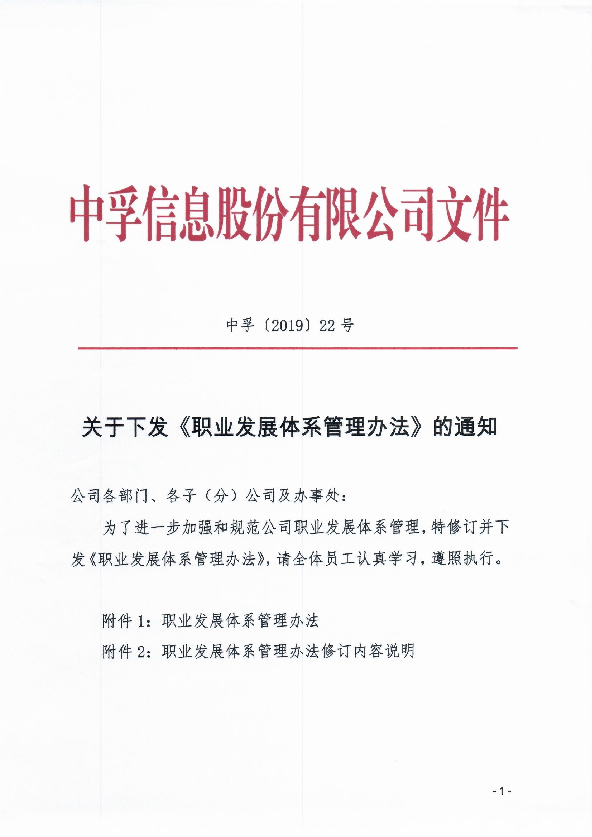 中孚信息股份有限公司文件
中孚〔2019〕22号
关于下发《职业发展体系管理办法》的通知
公司各部门、各子（分）公司及办事处：
为了进一步加强和规范公司职业发展体系管理，特修订并下
发《职业发展体系管理办法》，请全体员工认真学习，遵照执行。
附件1：职业发展体系管理办法
附件2：职业发展体系管理办法修订内容说明
-1-